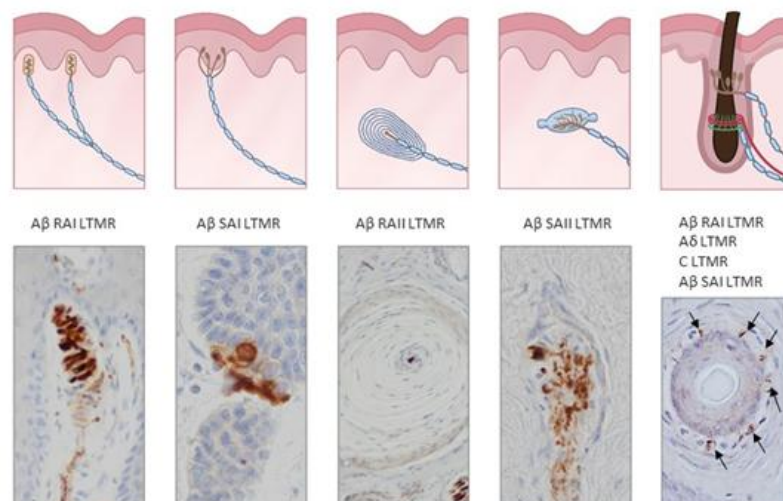 Aβ RAI LTMR
Aβ SAI LTMR
Aβ RAII LTMR
Aβ SAII LTMR
Aβ RAI LTMR
Aδ LTMR
C LTMR
Aβ SAI LTMR